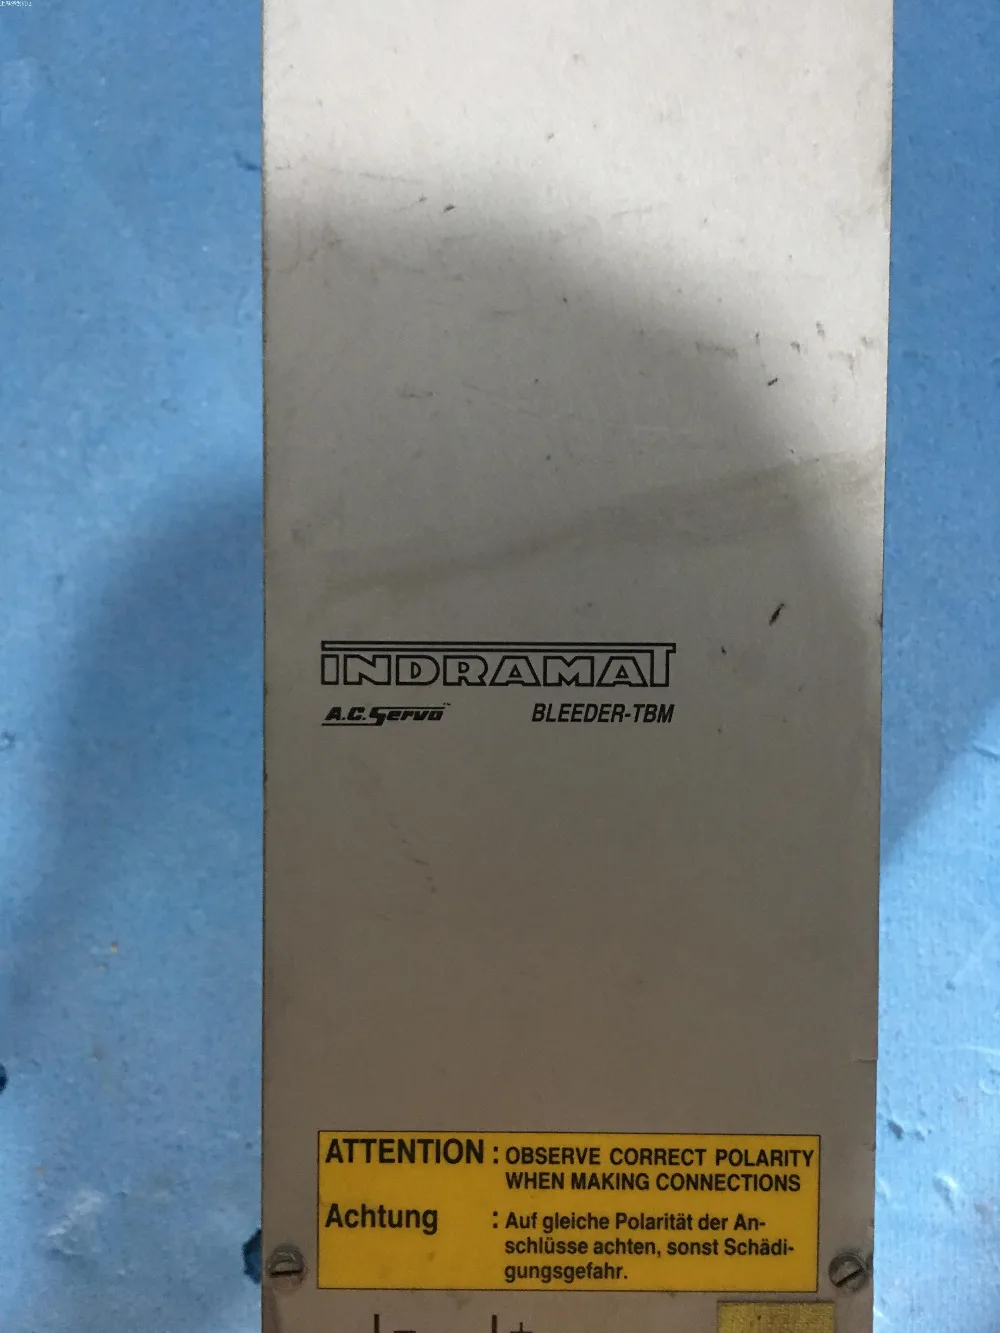 INDRAMAT
A.C. Servo™ BLEEDER-TBM
ATTENTION : OBSERVE CORRECT POLARITY
WHEN MAKING CONNECTIONS
Achtung : Auf gleiche Polarität der An-
schlüsse achten, sonst Schädi-
gungsgefahr.